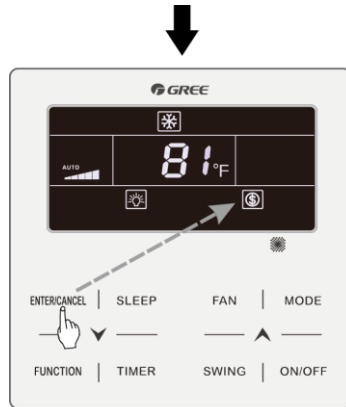 GREE
AUTO
81°F
ENTER/CANCEL SLEEP FAN MODE
FUNCTION TIMER SWING ON/OFF